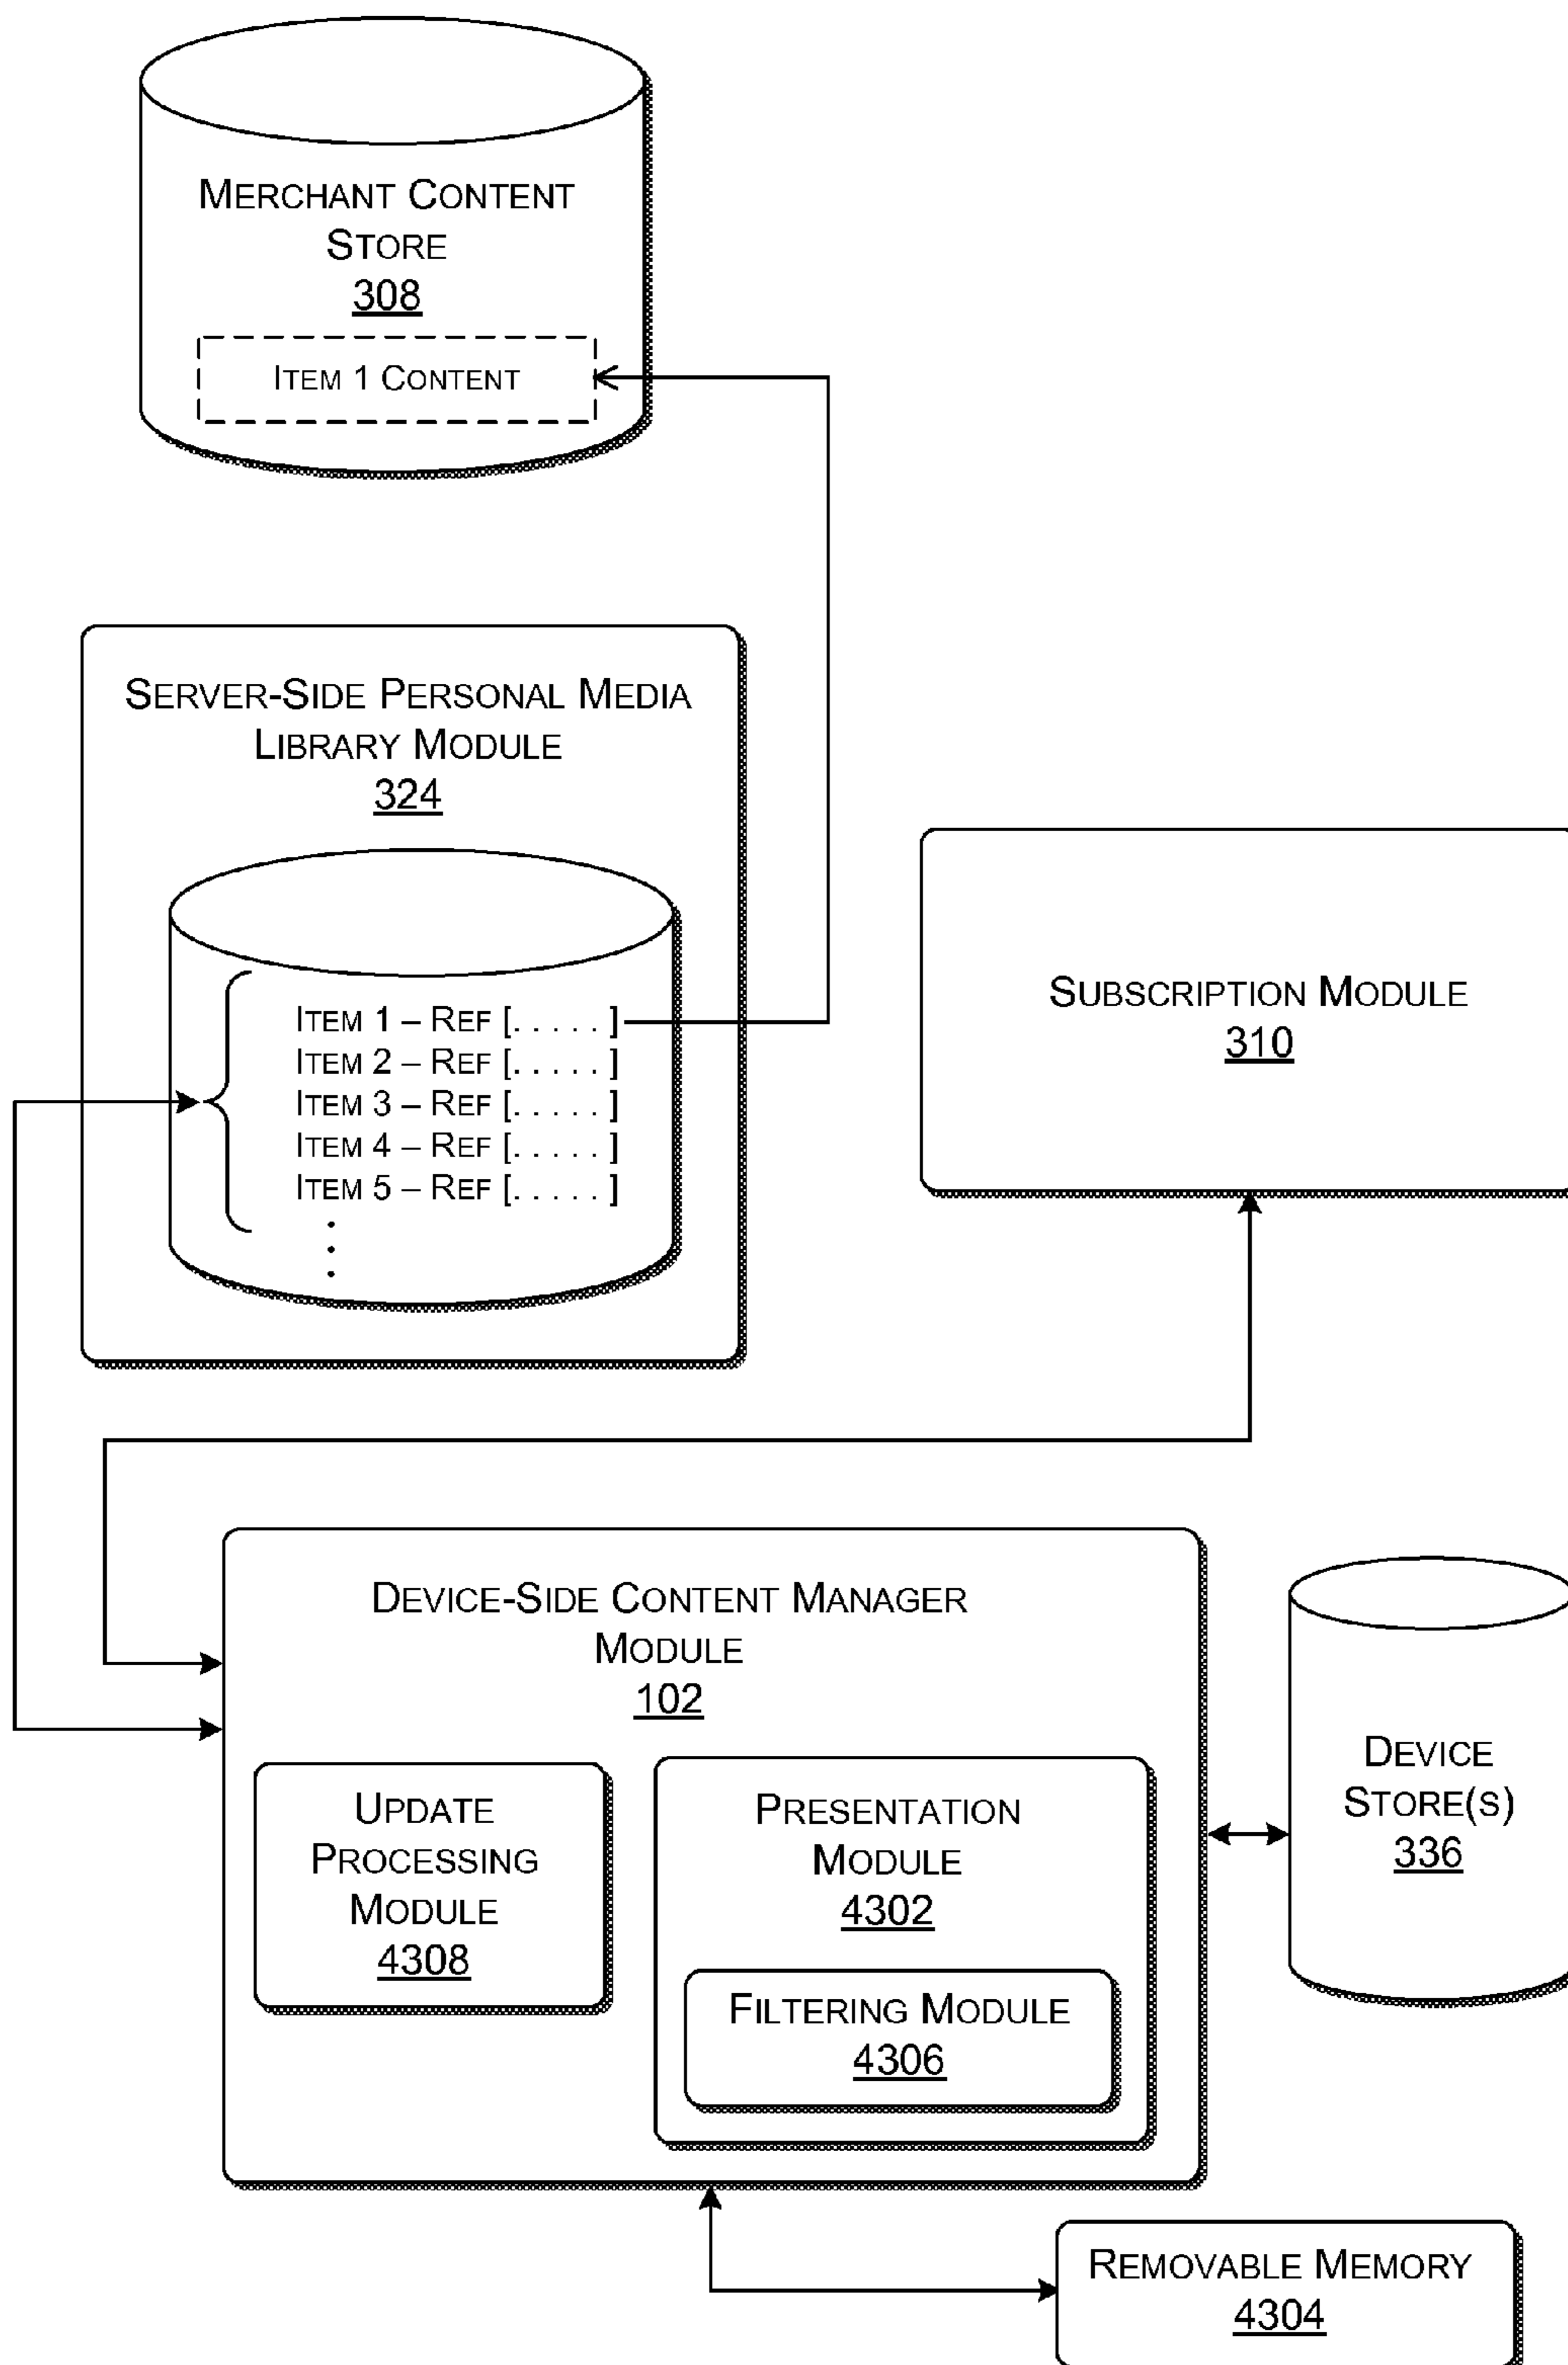 MERCHANT CONTENT
STORE
308
ITEM 1 CONTENT
SERVER-SIDE PERSONAL MEDIA
LIBRARY MODULE
324
ITEM 1 – REF [. . . . . ]
ITEM 2 – REF [. . . . . ]
ITEM 3 – REF [. . . . . ]
ITEM 4 – REF [. . . . . ]
ITEM 5 – REF [. . . . . ]
SUBSCRIPTION MODULE
310
DEVICE-SIDE CONTENT MANAGER
MODULE
102
UPDATE
PROCESSING
MODULE
4308
PRESENTATION
MODULE
4302
FILTERING MODULE
4306
DEVICE
STORE(S)
336
REMOVABLE MEMORY
4304